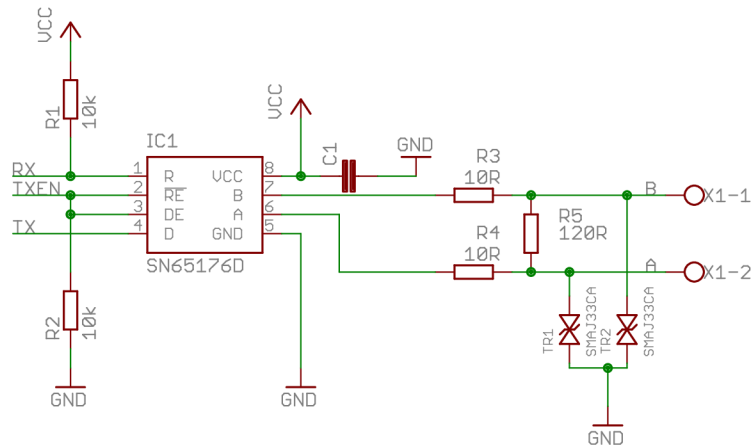 VCC
R1
10k
VCC
C1
GND
IC1
RX
TXEN
TX
1 R VCC 8
2 RE B 7
3 DE A 6
4 D GND 5
SN65176D
R3
10R
R4
10R
R5
120R
B X1-1
A X1-2
R2
10k
TR1
SMAJ33CA
TR2
SMAJ33CA
GND
GND
GND